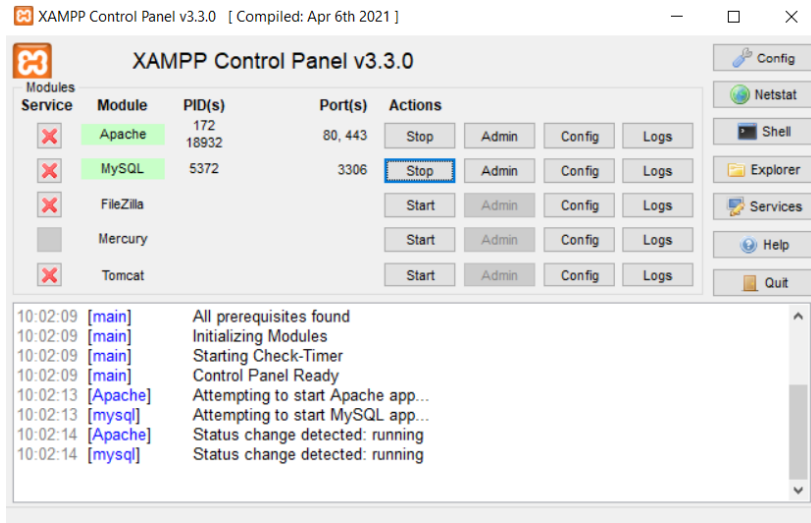 XAMPP Control Panel v3.3.0 [ Compiled: Apr 6th 2021 ]
XAMPP Control Panel v3.3.0
Config
Modules
Service Module PID(s) Port(s) Actions
Netstat
Apache 172 18932 80, 443 Stop Admin Config Logs
Shell
MySQL 5372 3306 Stop Admin Config Logs
Explorer
FileZilla Start Admin Config Logs
Services
Mercury Start Admin Config Logs
Help
Tomcat Start Admin Config Logs
Quit
10:02:09 [main] All prerequisites found
10:02:09 [main] Initializing Modules
10:02:09 [main] Starting Check-Timer
10:02:09 [main] Control Panel Ready
10:02:13 [Apache] Attempting to start Apache app...
10:02:13 [mysql] Attempting to start MySQL app...
10:02:14 [Apache] Status change detected: running
10:02:14 [mysql] Status change detected: running